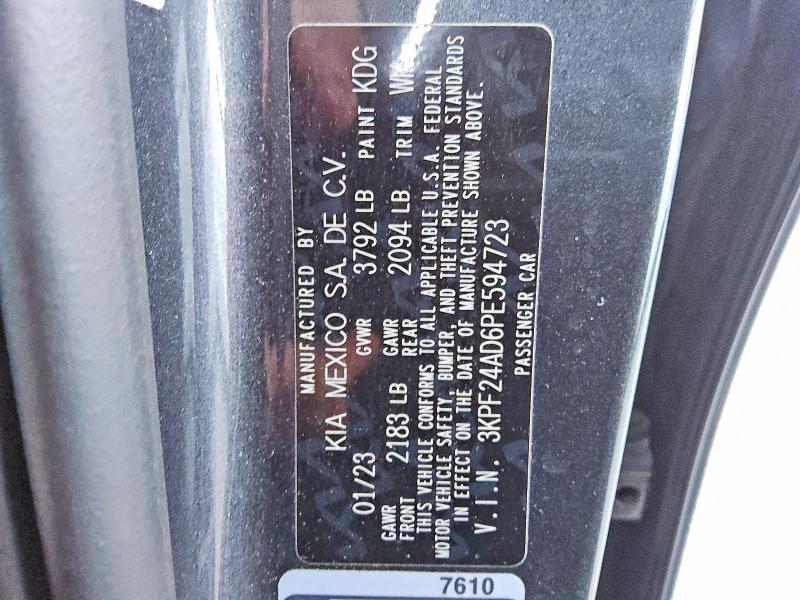 MANUFACTURED BY
KIA MEXICO S.A. DE C.V.
01/23 GVWR 3792 LB PAINT KDG
GAWR FRONT 2183 LB GAWR REAR 2094 LB TRIM
THIS VEHICLE CONFORMS TO ALL APPLICABLE U.S.A. FEDERAL
MOTOR VEHICLE SAFETY, BUMPER, AND THEFT PREVENTION STANDARDS
IN EFFECT ON THE DATE OF MANUFACTURE SHOWN ABOVE.
V.I.N. 3KPF24AD6PE594723
PASSENGER CAR
7610